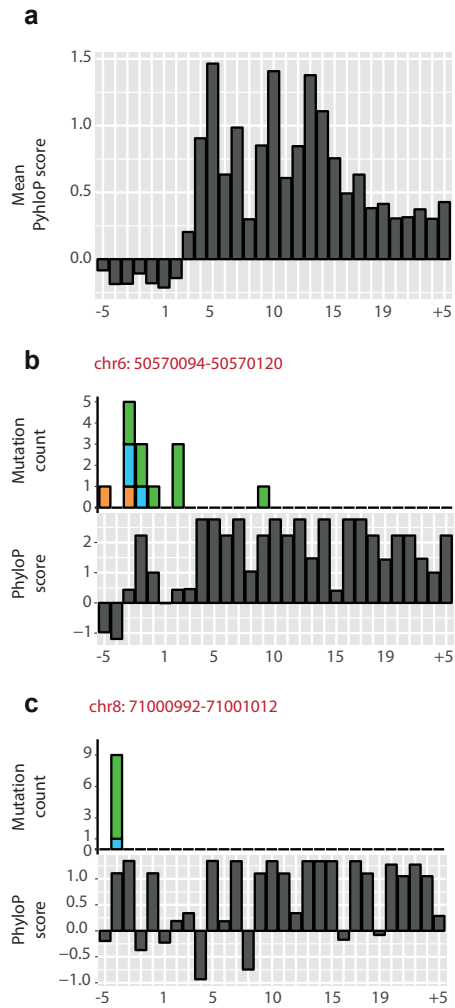 a
1.5
1.0
0.5
0.0
Mean
PyhloP score
-5 1 5 10 15 19 +5
b
chr6: 50570094-50570120
5
4
3
2
1
0
Mutation
count
2
1
0
−1
PhyloP
score
-5 1 5 10 15 19 +5
c
chr8: 71000992-71001012
9
6
3
1
0
Mutation
count
1.0
0.5
0.0
−0.5
−1.0
PhyloP
score
-5 1 5 10 15 19 +5